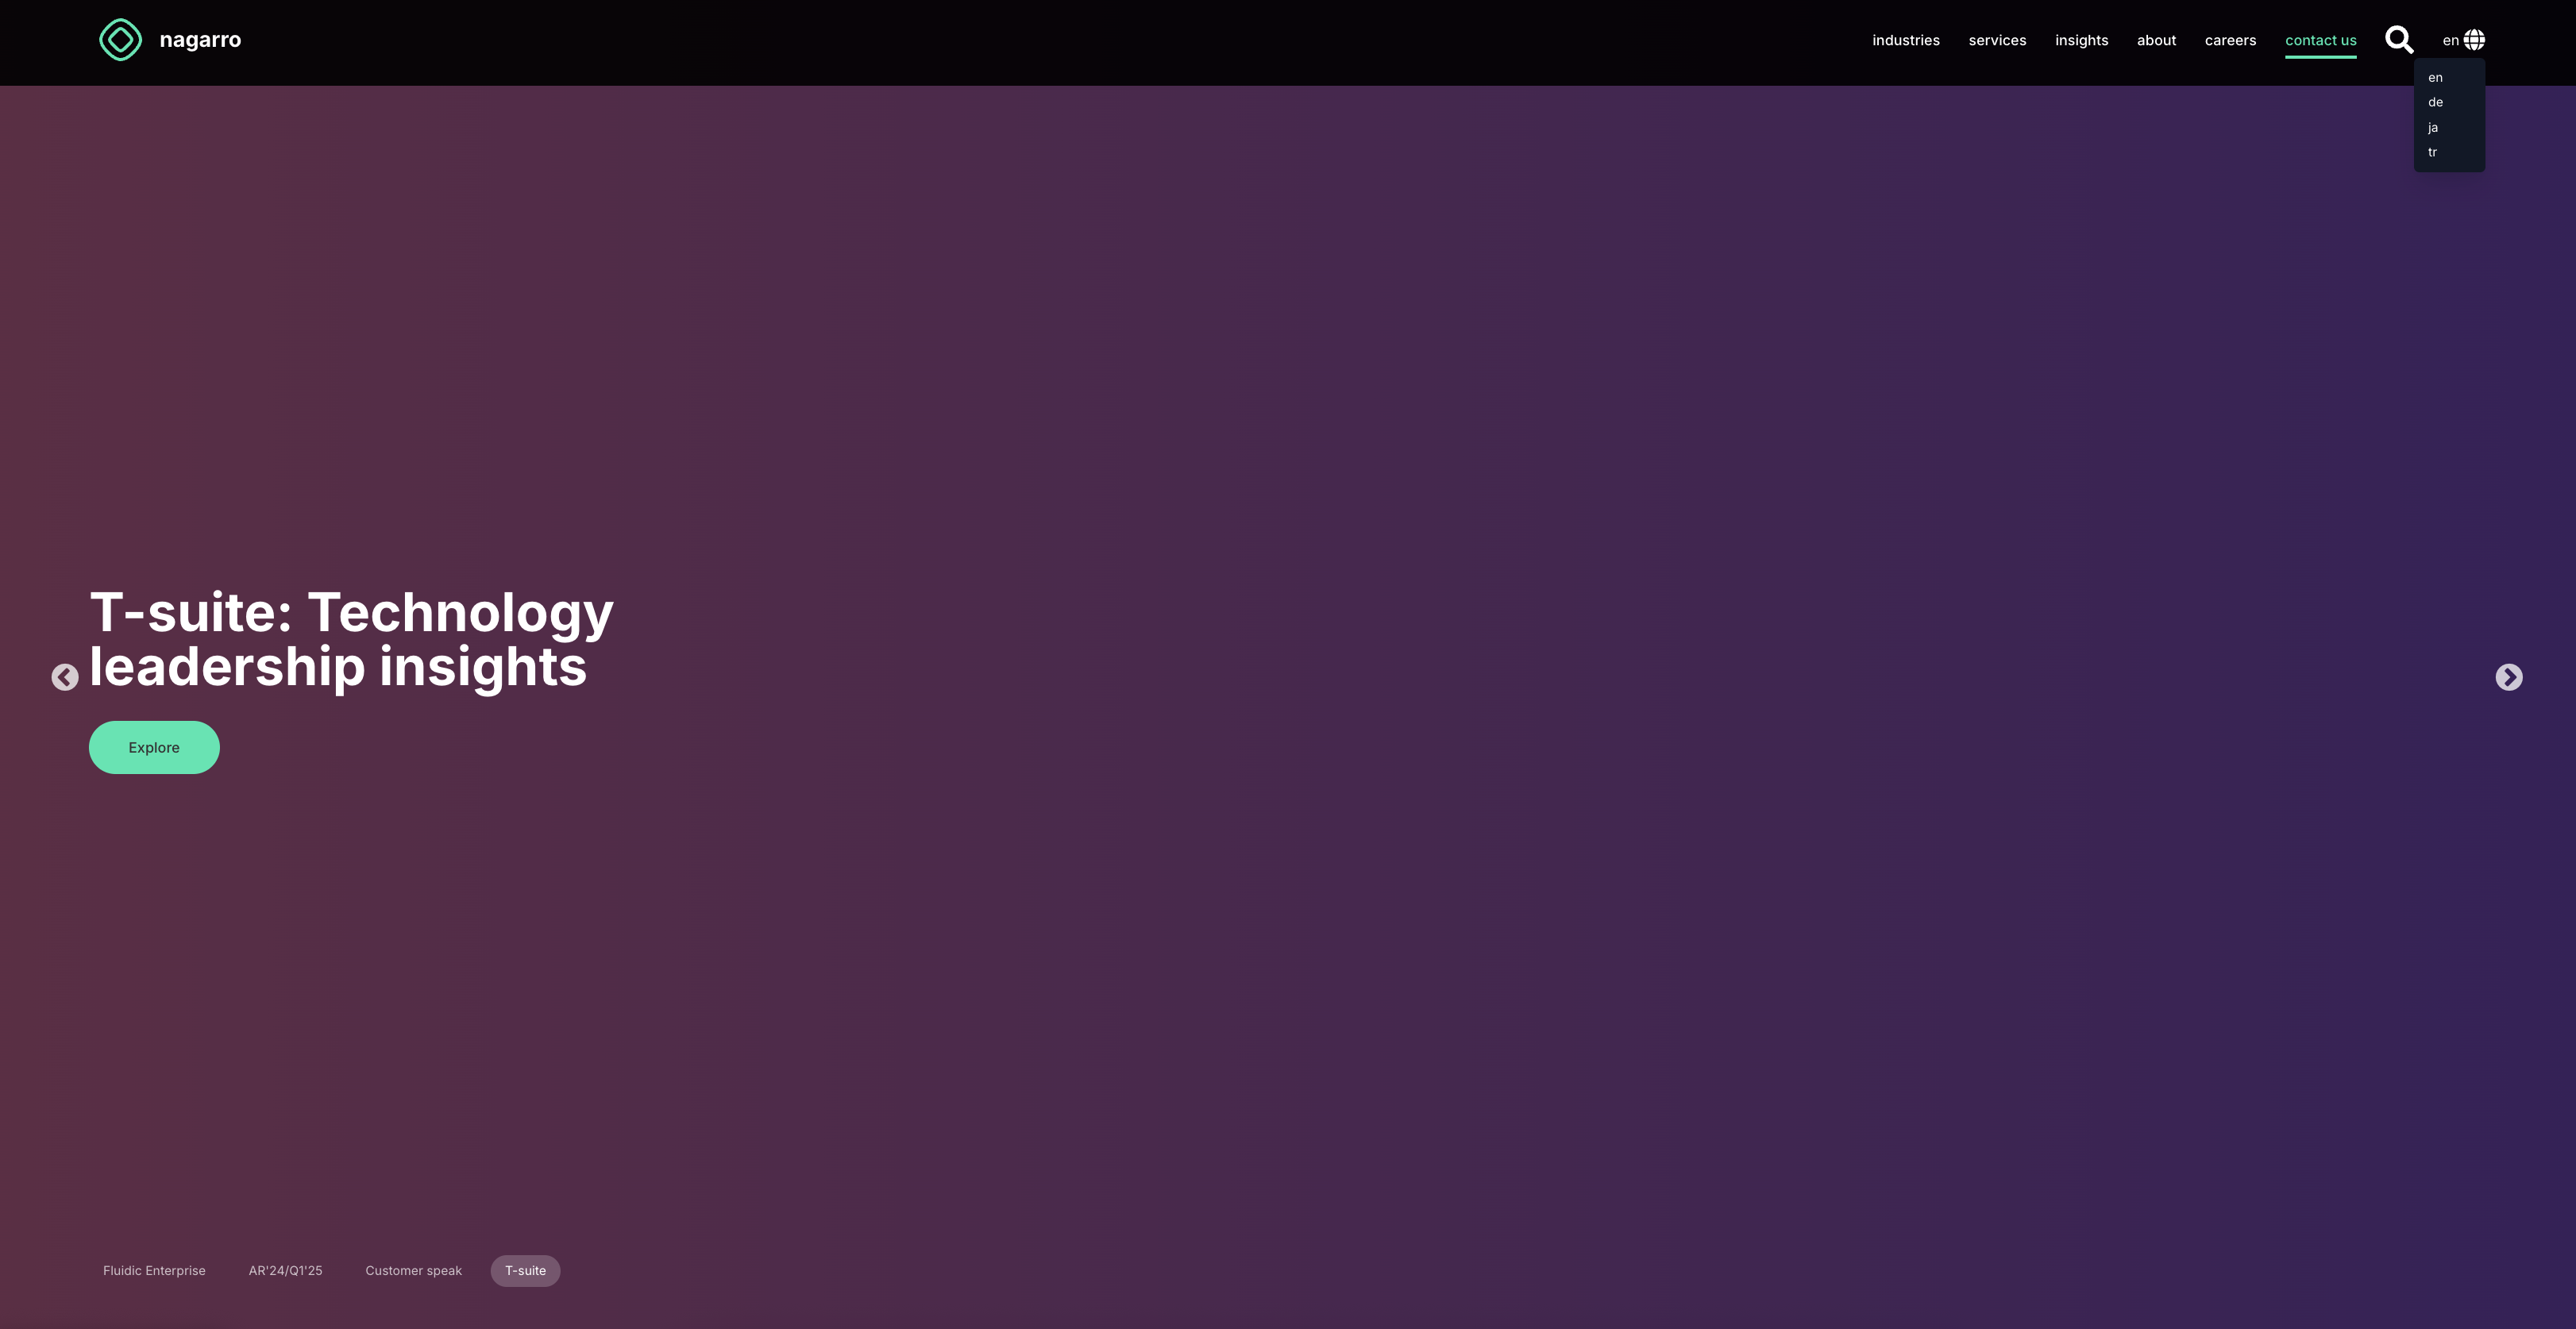 nagarro
industries
services
insights
about
careers
contact us
en
en
de
ja
tr
T-suite: Technology
leadership insights
Explore
Fluidic Enterprise
AR'24/Q1'25
Customer speak
T-suite